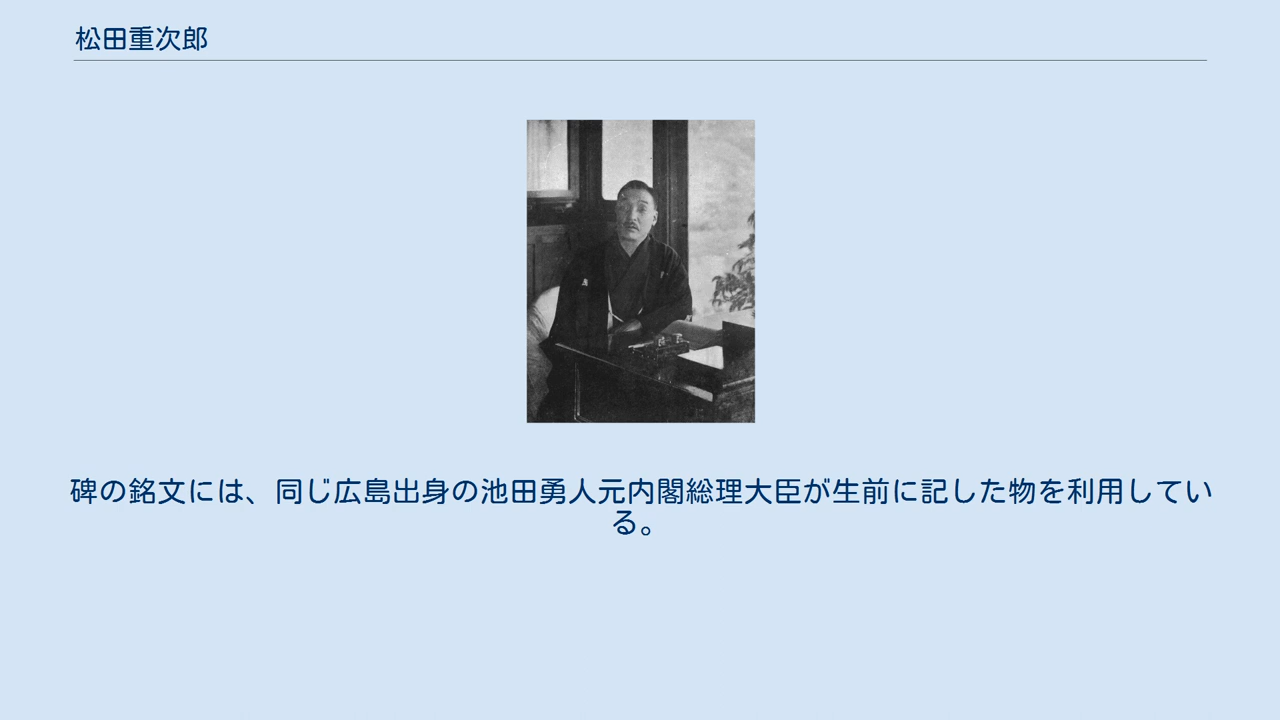 松田重次郎
碑の銘文には、同じ広島出身の池田勇人元内閣総理大臣が生前に記した物を利用してい
る。